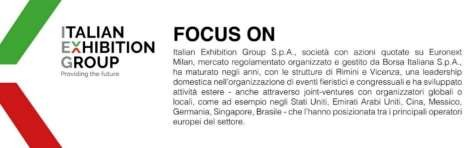 ITALIAN
EXHIBITION
GROUP
Providing the future
FOCUS ON
Italian Exhibition Group S.p.A., società con azioni quotate su Euronext
Milan, mercato regolamentato organizzato e gestito da Borsa Italiana S.p.A.,
ha maturato negli anni, con le strutture di Rimini e Vicenza, una leadership
domestica nell'organizzazione di eventi fieristici e congressuali e ha sviluppato
attività estere - anche attraverso joint-ventures con organizzatori globali o
locali, come ad esempio negli Stati Uniti, Emirati Arabi Uniti, Cina, Messico,
Germania, Singapore, Brasile - che l'hanno posizionata tra i principali operatori
europei del settore.